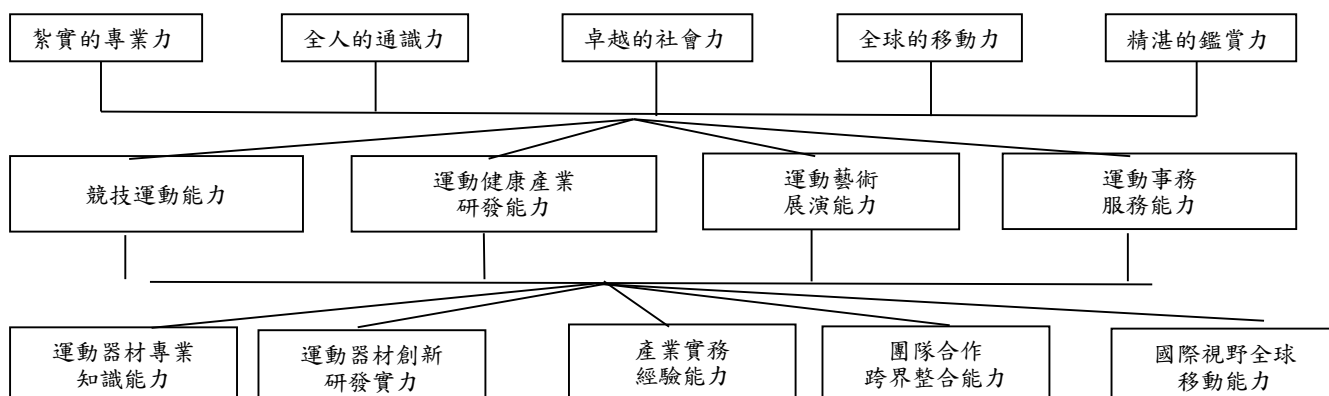 紮實的專業力
全人的通識力
卓越的社會力
全球的移動力
精湛的鑑賞力
競技運動能力
運動健康產業
研發能力
運動藝術
展演能力
運動事務
服務能力
運動器材專業
知識能力
運動器材創新
研發實力
產業實務
經驗能力
團隊合作
跨界整合能力
國際視野全球
移動能力